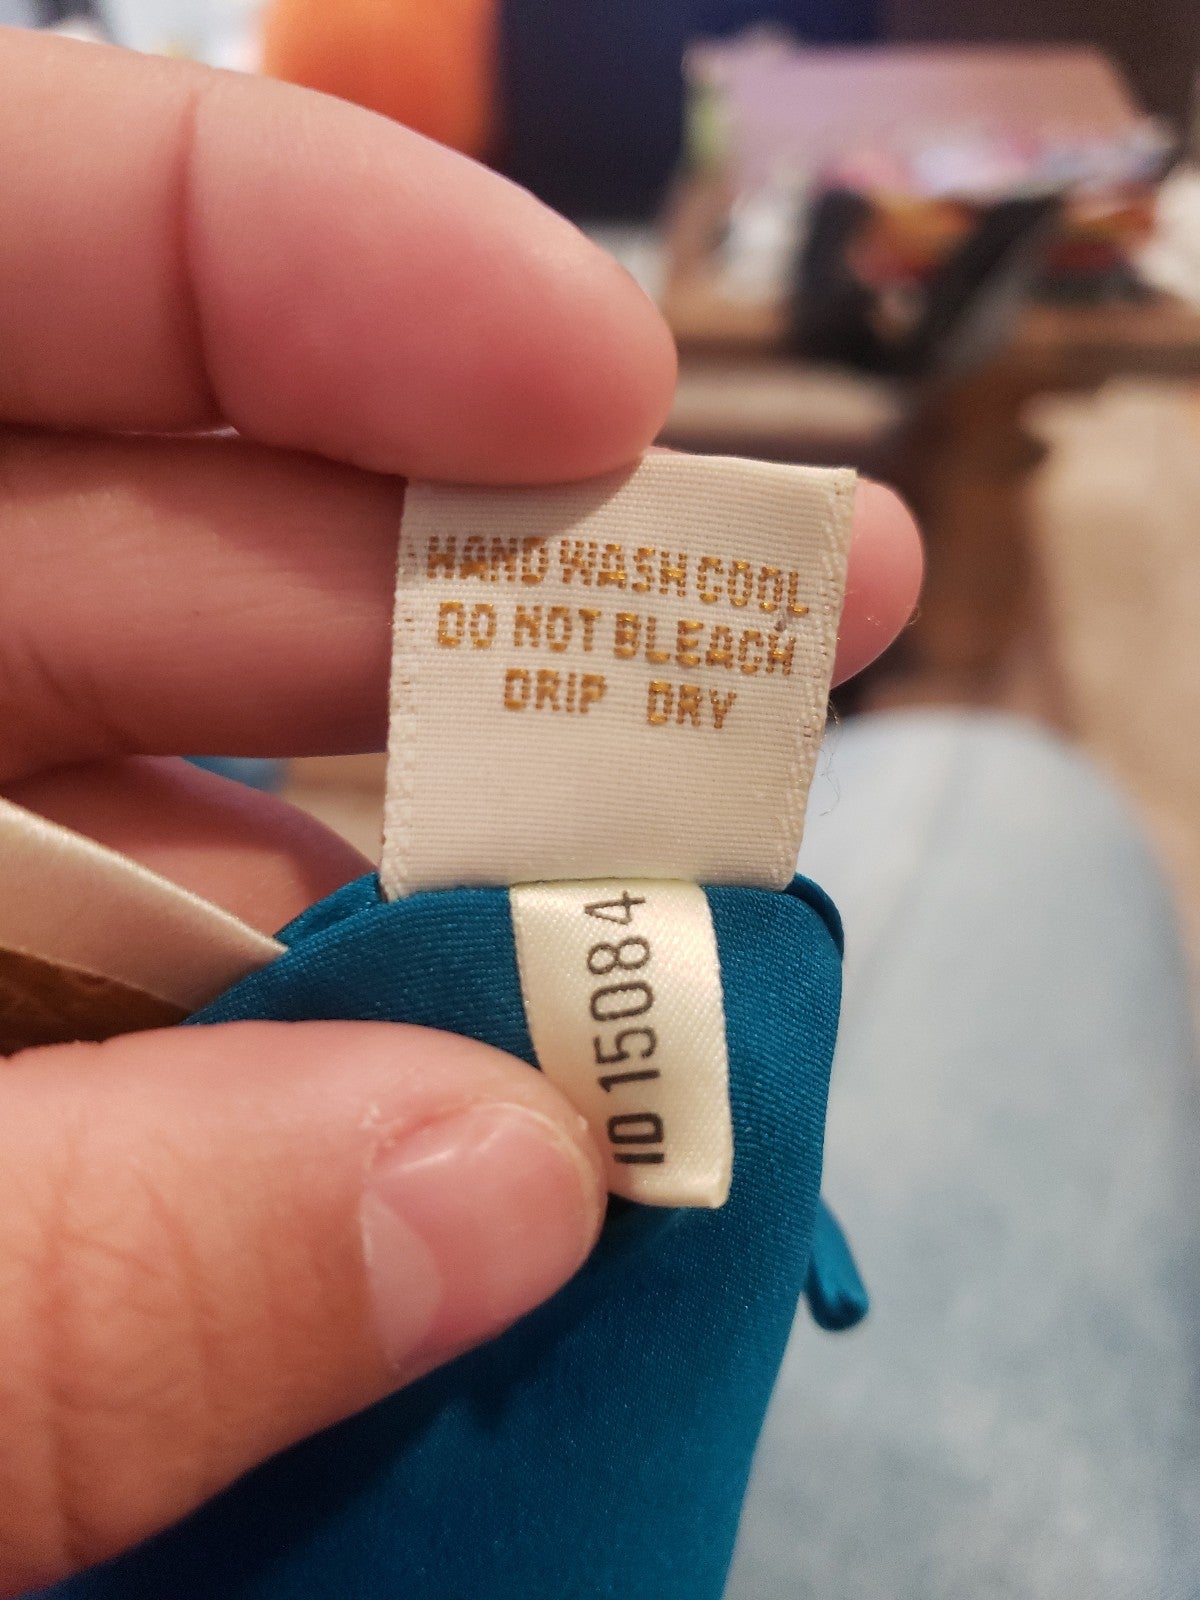 HAND WASH COOL
DO NOT BLEACH
DRIP DRY
ID 15084